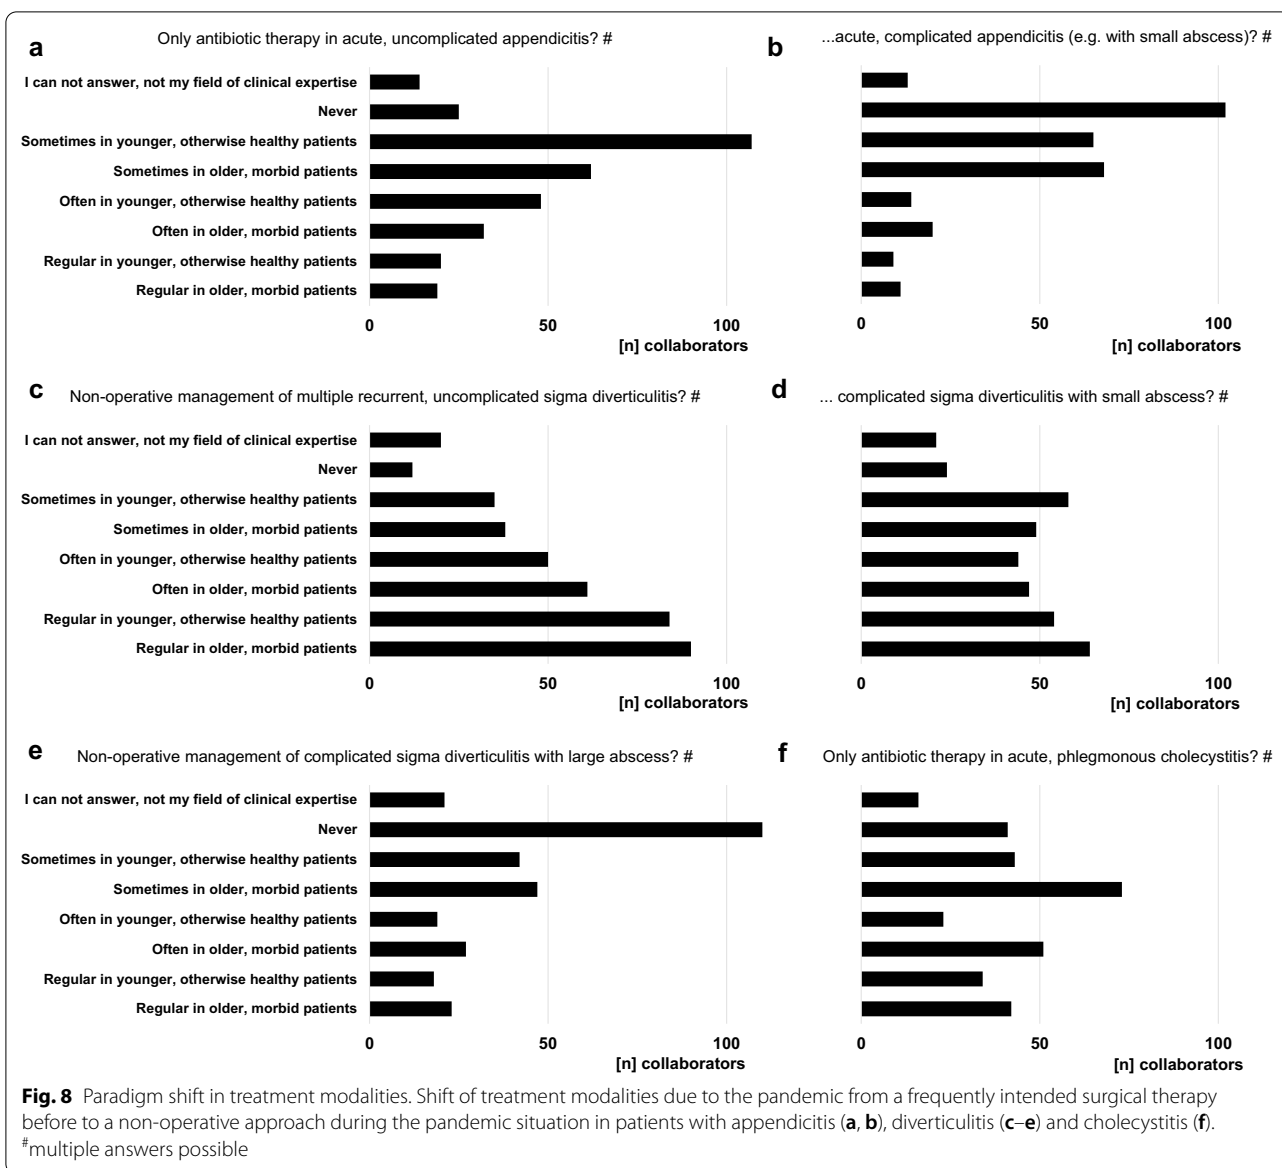 a
Only antibiotic therapy in acute, uncomplicated appendicitis? #
I can not answer, not my field of clinical expertise
Never
Sometimes in younger, otherwise healthy patients
Sometimes in older, morbid patients
Often in younger, otherwise healthy patients
Often in older, morbid patients
Regular in younger, otherwise healthy patients
Regular in older, morbid patients
0 50 100
[n] collaborators
b
...acute, complicated appendicitis (e.g. with small abscess)? #
0 50 100
[n] collaborators
c
Non-operative management of multiple recurrent, uncomplicated sigma diverticulitis? #
I can not answer, not my field of clinical expertise
Never
Sometimes in younger, otherwise healthy patients
Sometimes in older, morbid patients
Often in younger, otherwise healthy patients
Often in older, morbid patients
Regular in younger, otherwise healthy patients
Regular in older, morbid patients
0 50 100
[n] collaborators
d
... complicated sigma diverticulitis with small abscess? #
0 50 100
[n] collaborators
e
Non-operative management of complicated sigma diverticulitis with large abscess? #
I can not answer, not my field of clinical expertise
Never
Sometimes in younger, otherwise healthy patients
Sometimes in older, morbid patients
Often in younger, otherwise healthy patients
Often in older, morbid patients
Regular in younger, otherwise healthy patients
Regular in older, morbid patients
0 50 100
[n] collaborators
f
Only antibiotic therapy in acute, phlegmonous cholecystitis? #
0 50 100
[n] collaborators
Fig. 8 Paradigm shift in treatment modalities. Shift of treatment modalities due to the pandemic from a frequently intended surgical therapy
before to a non-operative approach during the pandemic situation in patients with appendicitis (a, b), diverticulitis (c–e) and cholecystitis (f).
#multiple answers possible